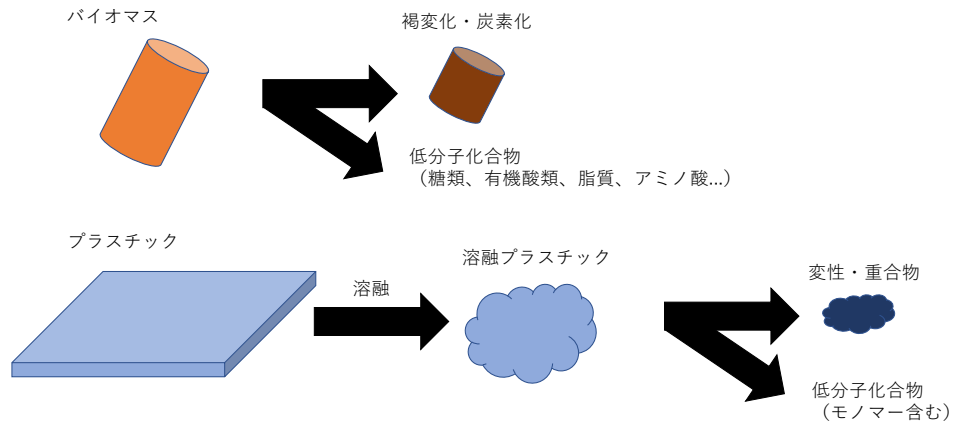 バイオマス
褐変化・炭素化
低分子化合物
（糖類、有機酸類、脂質、アミノ酸…）
プラスチック
溶融
溶融プラスチック
変性・重合物
低分子化合物
（モノマー含む）